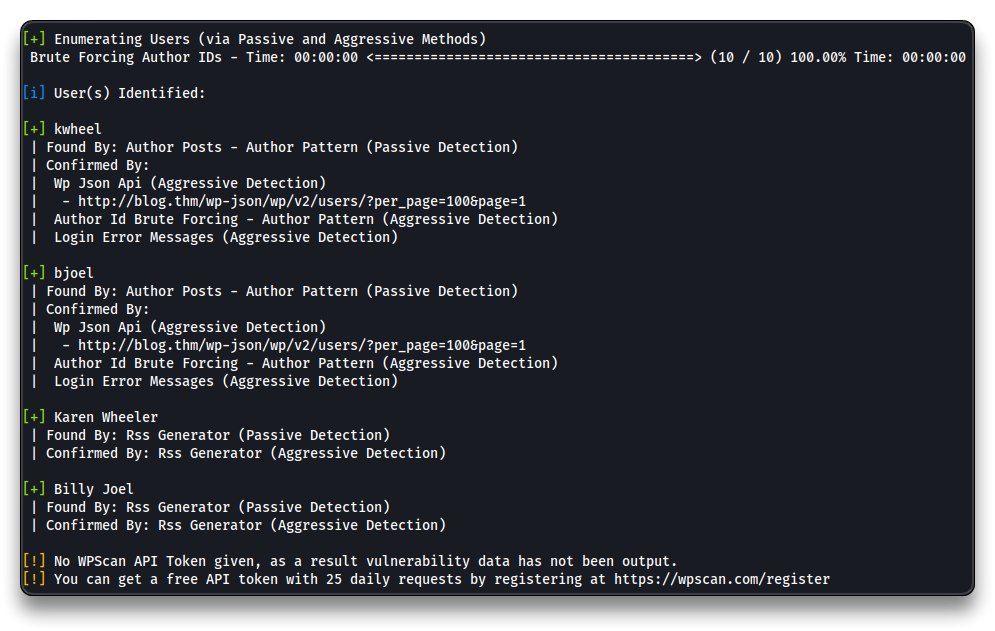 [+] Enumerating Users (via Passive and Aggressive Methods)
 Brute Forcing Author IDs - Time: 00:00:00 <=======================================> (10 / 10) 100.00% Time: 00:00:00

[i] User(s) Identified:

[+] kwheel
 | Found By: Author Posts - Author Pattern (Passive Detection)
 | Confirmed By:
 |  Wp Json Api (Aggressive Detection)
 |   - http://blog.thm/wp-json/wp/v2/users/?per_page=100&page=1
 |  Author Id Brute Forcing - Author Pattern (Aggressive Detection)
 |  Login Error Messages (Aggressive Detection)

[+] bjoel
 | Found By: Author Posts - Author Pattern (Passive Detection)
 | Confirmed By:
 |  Wp Json Api (Aggressive Detection)
 |   - http://blog.thm/wp-json/wp/v2/users/?per_page=100&page=1
 |  Author Id Brute Forcing - Author Pattern (Aggressive Detection)
 |  Login Error Messages (Aggressive Detection)

[+] Karen Wheeler
 | Found By: Rss Generator (Passive Detection)
 | Confirmed By: Rss Generator (Aggressive Detection)

[+] Billy Joel
 | Found By: Rss Generator (Passive Detection)
 | Confirmed By: Rss Generator (Aggressive Detection)

[!] No WPScan API Token given, as a result vulnerability data has not been output.
[!] You can get a free API token with 25 daily requests by registering at https://wpscan.com/register